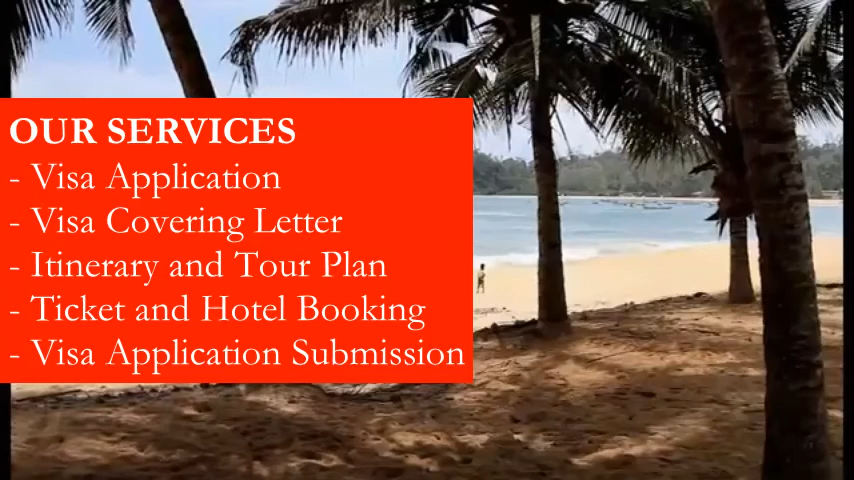 OUR SERVICES
- Visa Application
- Visa Covering Letter
- Itinerary and Tour Plan
- Ticket and Hotel Booking
- Visa Application Submission